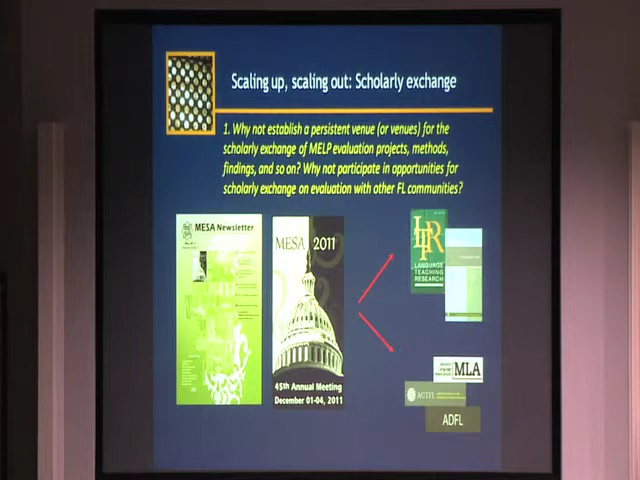 Scaling up, scaling out: Scholarly exchange
1. Why not establish a persistent venue (or venues) for the
scholarly exchange of MELP evaluation projects, methods,
findings, and so on? Why not participate in opportunities for
scholarly exchange on evaluation with other FL communities?
MESA Newsletter
MESA 2011
45th Annual Meeting
December 01-04, 2011
LTR
LANGUAGE
TEACHING
RESEARCH
MLA
ACTFL
ADFL